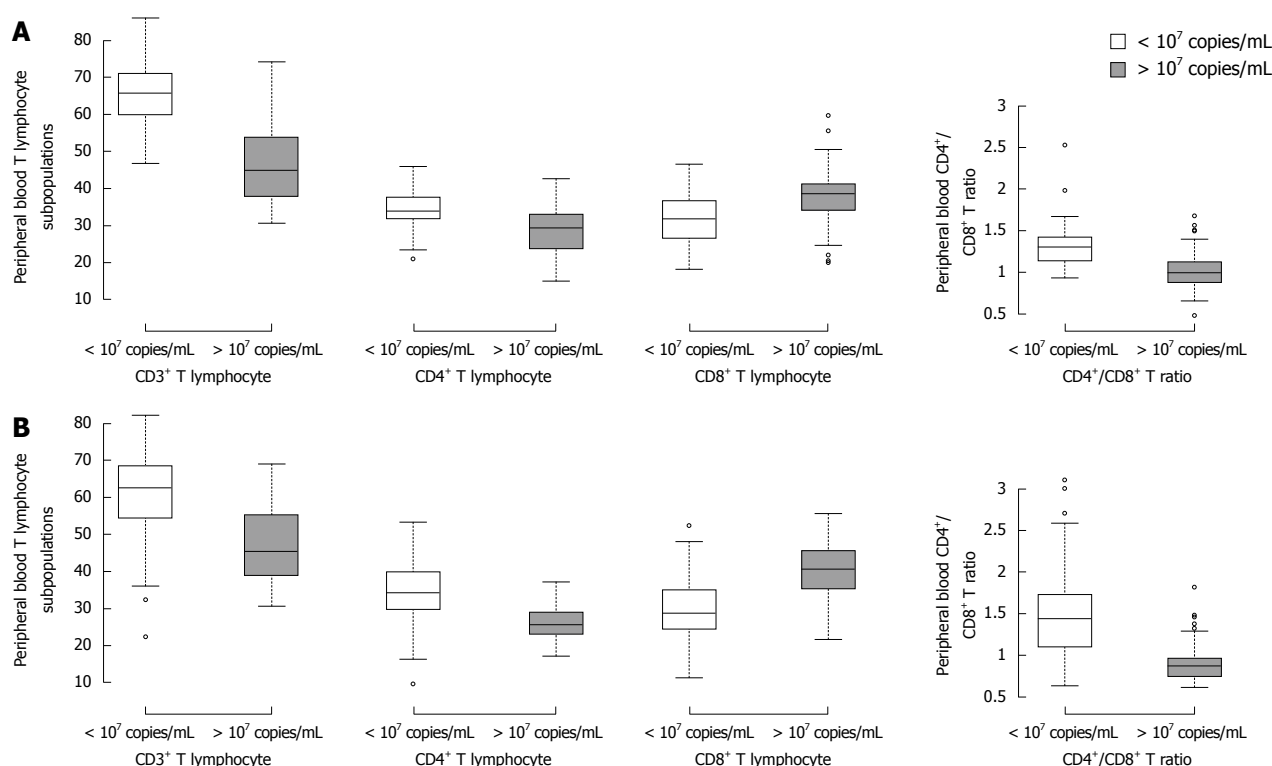 A
Peripheral blood T lymphocyte
subpopulations
80
70
60
50
40
30
20
10
< 10⁷ copies/mL > 10⁷ copies/mL
CD3⁺ T lymphocyte
< 10⁷ copies/mL > 10⁷ copies/mL
CD4⁺ T lymphocyte
< 10⁷ copies/mL > 10⁷ copies/mL
CD8⁺ T lymphocyte
< 10⁷ copies/mL
> 10⁷ copies/mL
Peripheral blood CD4⁺/
CD8⁺ T ratio
3
2.5
2
1.5
1
0.5
< 10⁷ copies/mL > 10⁷ copies/mL
CD4⁺/CD8⁺ T ratio
B
Peripheral blood T lymphocyte
subpopulations
80
70
60
50
40
30
20
10
< 10⁷ copies/mL > 10⁷ copies/mL
CD3⁺ T lymphocyte
< 10⁷ copies/mL > 10⁷ copies/mL
CD4⁺ T lymphocyte
< 10⁷ copies/mL > 10⁷ copies/mL
CD8⁺ T lymphocyte
Peripheral blood CD4⁺/
CD8⁺ T ratio
3
2.5
2
1.5
1
0.5
< 10⁷ copies/mL > 10⁷ copies/mL
CD4⁺/CD8⁺ T ratio